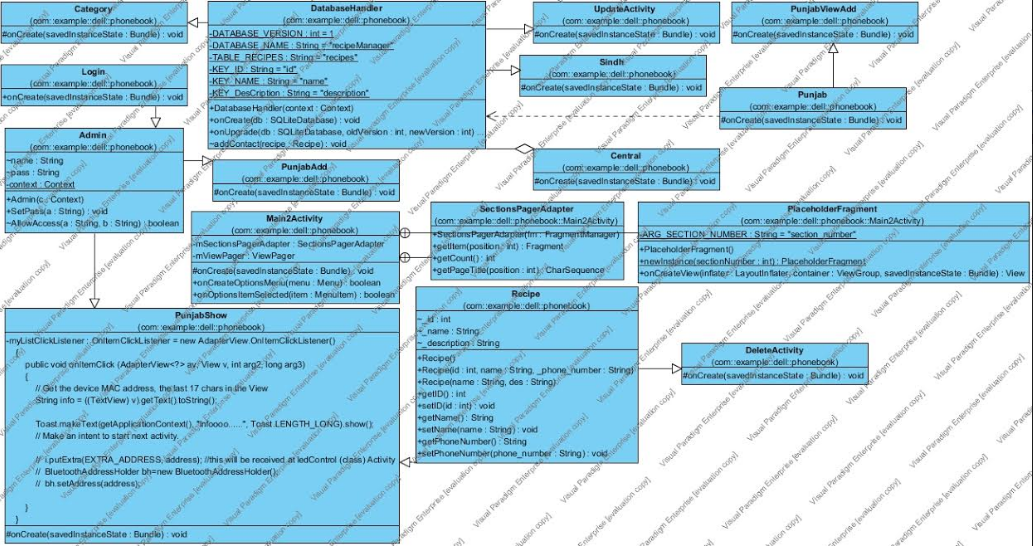 Category
(com::example::dell::phonebook)
#onCreate(savedInstanceState : Bundle) : void
DatabaseHandler
(com::example::dell::phonebook)
-DATABASE_VERSION : int = 1
-DATABASE_NAME : String = "recipeManager"
-TABLE_RECIPES : String = "recipes"
-KEY_ID : String = "id"
-KEY_NAME : String = "name"
-KEY_DesCription : String = "description"
+DatabaseHandler(context : Context)
+onCreate(db : SQLiteDatabase) : void
+onUpgrade(db : SQLiteDatabase, oldVersion : int, newVersion : int)
~addContact(recipe : Recipe) : void
UpdateActivity
(com::example::dell::phonebook)
#onCreate(savedInstanceState : Bundle) : void
PunjabViewAdd
(com::example::dell::phonebook)
#onCreate(savedInstanceState : Bundle) : void
Login
(com::example::dell::phonebook)
+onCreate(savedInstanceState : Bundle) : void
Sindh
(com::example::dell::phonebook)
#onCreate(savedInstanceState : Bundle) : void
Punjab
(com::example::dell::phonebook)
#onCreate(savedInstanceState : Bundle) : void
Admin
(com::example::dell::phonebook)
~name : String
~pass : String
-context : Context
+Admin(c : Context)
+SetPass(a : String) : void
~AllowAccess(a : String, b : String) : boolean
PunjabAdd
(com::example::dell::phonebook)
#onCreate(savedInstanceState : Bundle) : void
Central
(com::example::dell::phonebook)
#onCreate(savedInstanceState : Bundle) : void
Main2Activity
(com::example::dell::phonebook)
-mSectionsPagerAdapter : SectionsPagerAdapter
-mViewPager : ViewPager
#onCreate(savedInstanceState : Bundle) : void
+onCreateOptionsMenu(menu : Menu) : boolean
+onOptionsItemSelected(item : MenuItem) : boolean
SectionsPagerAdapter
(com::example::dell::phonebook::Main2Activity)
+SectionsPagerAdapter(fm : FragmentManager)
+getItem(position : int) : Fragment
+getCount() : int
+getPageTitle(position : int) : CharSequence
PlaceholderFragment
(com::example::dell::phonebook::Main2Activity)
-ARG_SECTION_NUMBER : String = "section_number"
+PlaceholderFragment()
+newInstance(sectionNumber : int) : PlaceholderFragment
+onCreateView(inflater : LayoutInflater, container : ViewGroup, savedInstanceState : Bundle) : View
PunjabShow
(com::example::dell::phonebook)
-myListClickListener : OnItemClickListener = new AdapterView.OnItemClickListener()
{
public void onItemClick (AdapterView<?> av, View v, int arg2, long arg3)
{
// Get the device MAC address, the last 17 chars in the View
String info = ((TextView) v).getText().toString();
Toast.makeText(getApplicationContext(), "Infoooo.....", Toast.LENGTH_LONG).show();
// Make an intent to start next activity.
// i.putExtra(EXTRA_ADDRESS, address); //this will be received at ledControl (class) Activity
// BluetoothAddressHolder bh=new BluetoothAddressHolder();
// bh.setAddress(address);
}
}
#onCreate(savedInstanceState : Bundle) : void
Recipe
(com::example::dell::phonebook)
~_id : int
~_name : String
~_description : String
+Recipe()
+Recipe(id : int, name : String, _phone_number : String)
+Recipe(name : String, des : String)
+getID() : int
+setID(id : int) : void
+getName() : String
+setName(name : String) : void
+getPhoneNumber() : String
+setPhoneNumber(phone_number : String) : void
DeleteActivity
(com::example::dell::phonebook)
#onCreate(savedInstanceState : Bundle) : void
Visual Paradigm Enterprise [evaluation copy]